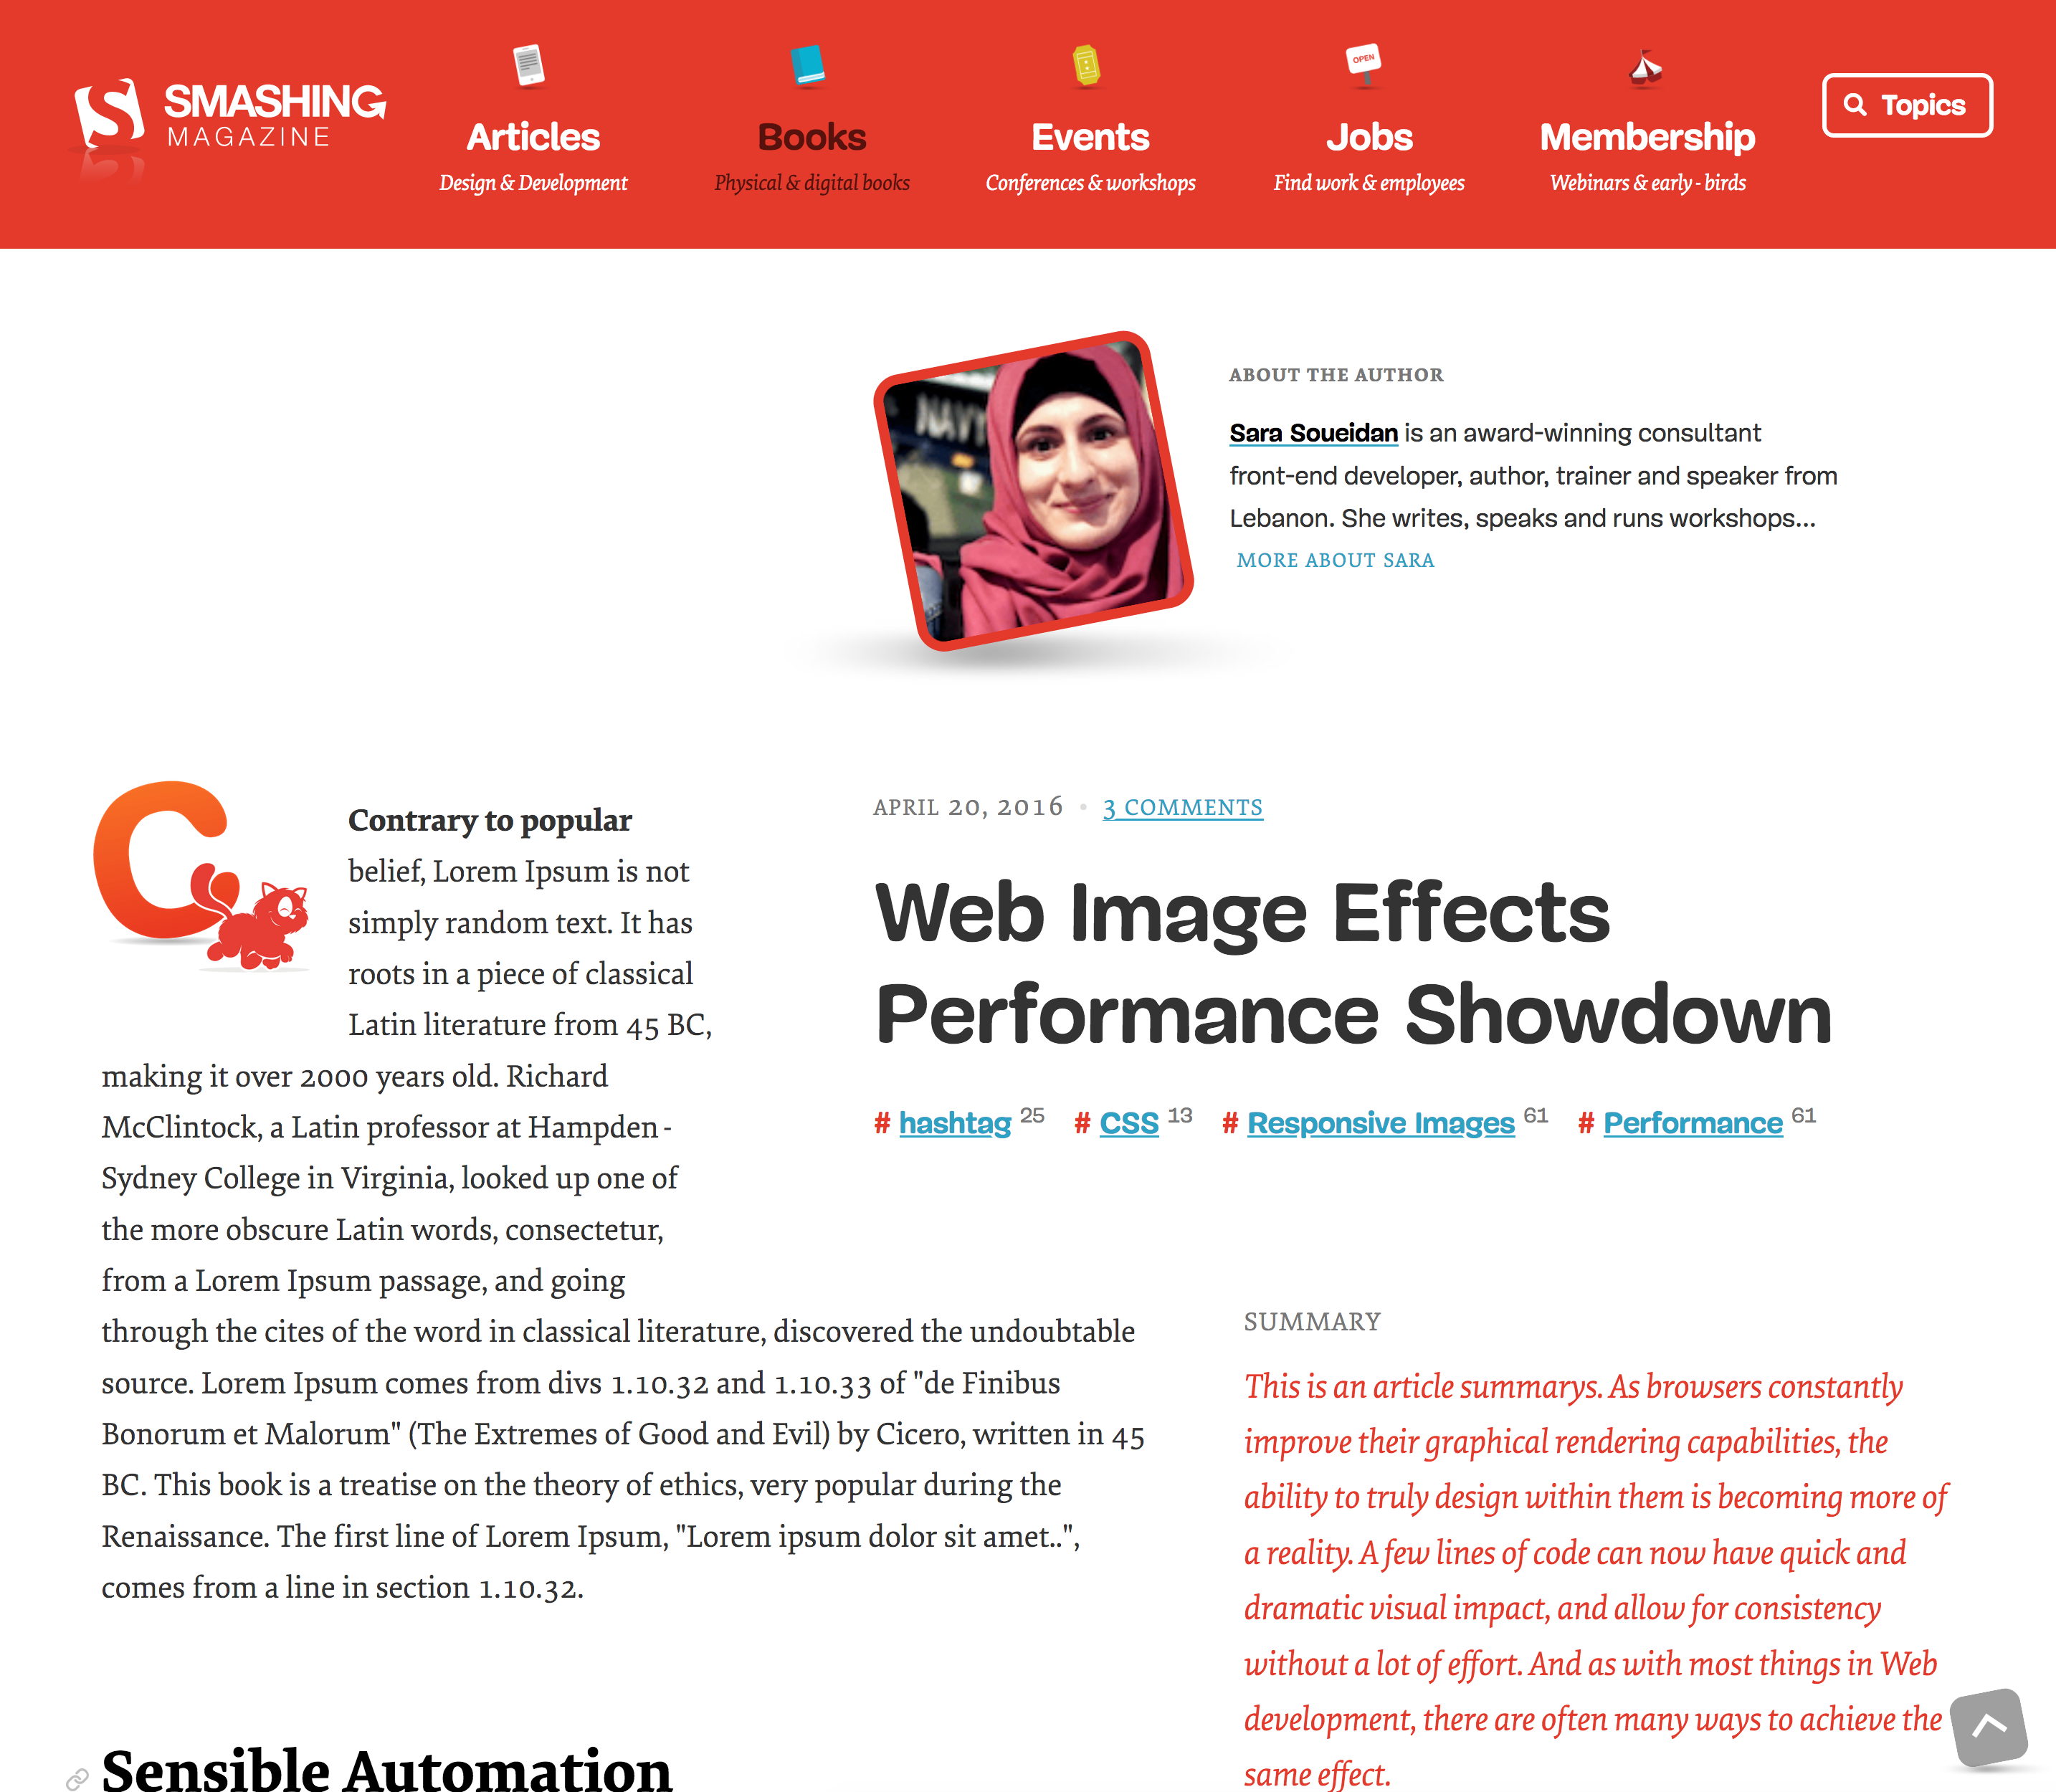 SMASHING
MAGAZINE
Articles
Design & Development
Books
Physical & digital books
Events
Conferences & workshops
OPEN
Jobs
Find work & employees
Membership
Webinars & early-birds
Topics
NAVY
ABOUT THE AUTHOR
Sara Soueidan is an award-winning consultant
front-end developer, author, trainer and speaker from
Lebanon. She writes, speaks and runs workshops...
MORE ABOUT SARA
APRIL 20, 2016 • 3 COMMENTS
Web Image Effects
Performance Showdown
# hashtag 25 # CSS 13 # Responsive Images 61 # Performance 61
C
Contrary to popular
belief, Lorem Ipsum is not
simply random text. It has
roots in a piece of classical
Latin literature from 45 BC,
making it over 2000 years old. Richard
McClintock, a Latin professor at Hampden-
Sydney College in Virginia, looked up one of
the more obscure Latin words, consectetur,
from a Lorem Ipsum passage, and going
through the cites of the word in classical literature, discovered the undoubtable
source. Lorem Ipsum comes from divs 1.10.32 and 1.10.33 of "de Finibus
Bonorum et Malorum" (The Extremes of Good and Evil) by Cicero, written in 45
BC. This book is a treatise on the theory of ethics, very popular during the
Renaissance. The first line of Lorem Ipsum, "Lorem ipsum dolor sit amet..",
comes from a line in section 1.10.32.
SUMMARY
This is an article summarys. As browsers constantly
improve their graphical rendering capabilities, the
ability to truly design within them is becoming more of
a reality. A few lines of code can now have quick and
dramatic visual impact, and allow for consistency
without a lot of effort. And as with most things in Web
development, there are often many ways to achieve the
same effect.
Sensible Automation